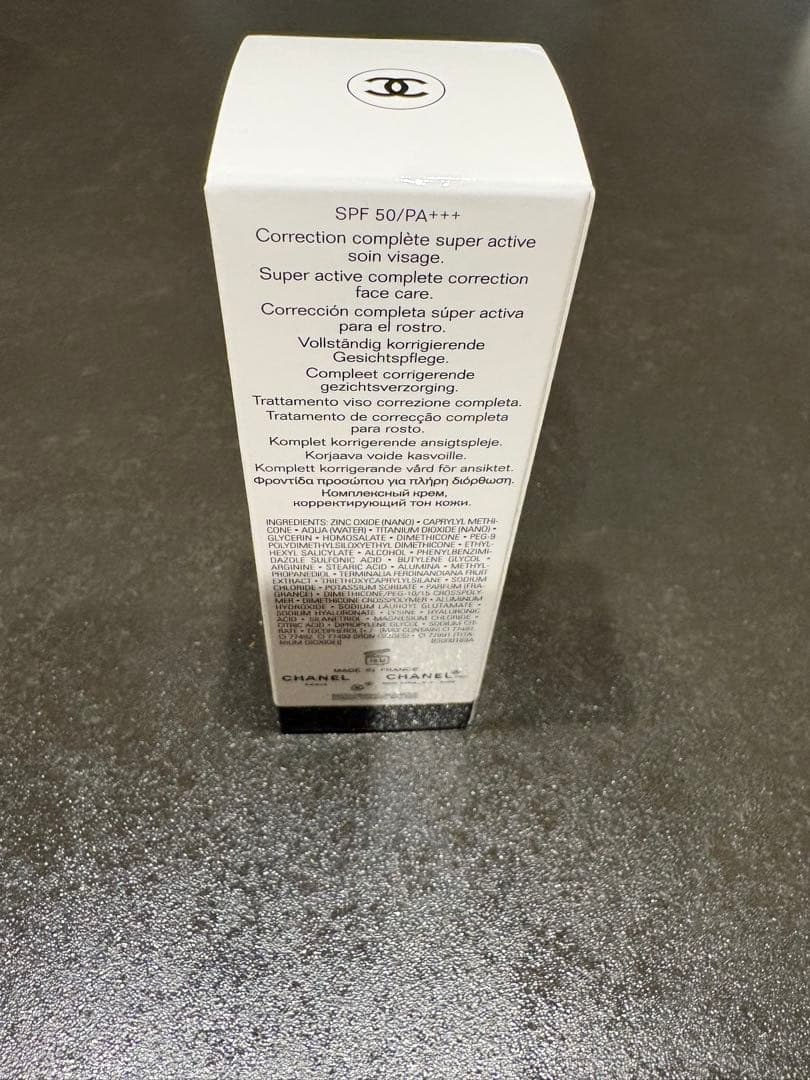 SPF 50/PA+++
Correction complète super active
soin visage.
Super active complete correction
face care.
Corrección completa súper activa
para el rostro.
Vollständig korrigierende
Gesichtspflege.
Compleet corrigerende
gezichtsverzorging.
Trattamento viso correzione completa.
Tratamento de correcção completa
para rosto.
Komplet korrigerende ansigtspleje.
Korjaava voide kasvoille.
Komplett korrigerande vård för ansiktet.
Φροντίδα προσώπου για πλήρη διόρθωση.
Комплексный крем,
корректирующий тон кожи.
INGREDIENTS: ZINC OXIDE (NANO) • CAPRYLYL METHI-
CONE • AQUA (WATER) • TITANIUM DIOXIDE (NANO) •
GLYCERIN • HOMOSALATE • DIMETHICONE • PEG-9
POLYDIMETHYLSILOXYETHYL DIMETHICONE • ETHYL-
HEXYL SALICYLATE • ALCOHOL • PHENYLBENZIMI-
DAZOLE SULFONIC ACID • BUTYLENE GLYCOL •
ARGININE • STEARIC ACID • ALUMINA • METHYL-
PROPANEDIOL • TERMINALIA FERDINANDIANA FRUIT
EXTRACT • TRIETHOXYCAPRYLYLSILANE • SODIUM
CHLORIDE • POTASSIUM SORBATE • PARFUM (FRA-
GRANCE) • DIMETHICONE/PEG-10/15 CROSSPOLY-
MER • DIMETHICONE CROSSPOLYMER • ALUMINUM
HYDROXIDE • SODIUM LAUROYL GLUTAMATE •
SODIUM HYALURONATE • LYSINE • HYALURONIC
ACID • SILANETRIOL • MAGNESIUM CHLORIDE •
CITRIC ACID • DIPROPYLENE GLYCOL • SODIUM CIT-
RATE • TOCOPHEROL
MADE IN FRANCE
CHANEL CHANEL
PARIS